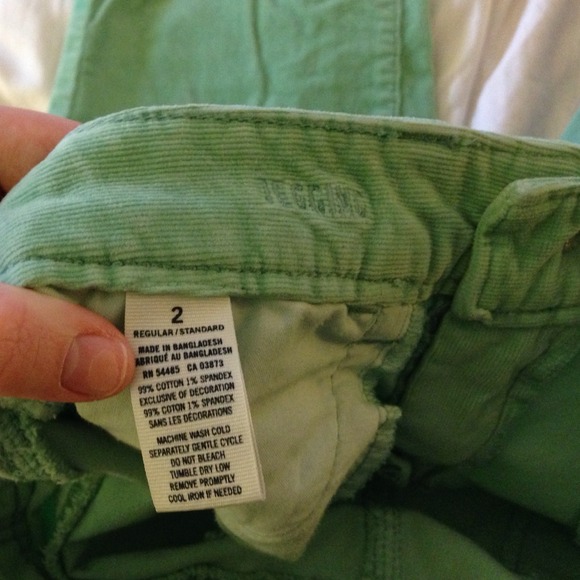 JEGGING
2
REGULAR/STANDARD
MADE IN BANGLADESH
FABRIQUÉ AU BANGLADESH
RN 54485 CA 03873
99% COTTON 1% SPANDEX
EXCLUSIVE OF DECORATION
99% COTON 1% SPANDEX
SANS LES DÉCORATIONS
MACHINE WASH COLD
SEPARATELY GENTLE CYCLE
DO NOT BLEACH
TUMBLE DRY LOW
REMOVE PROMPTLY
COOL IRON IF NEEDED